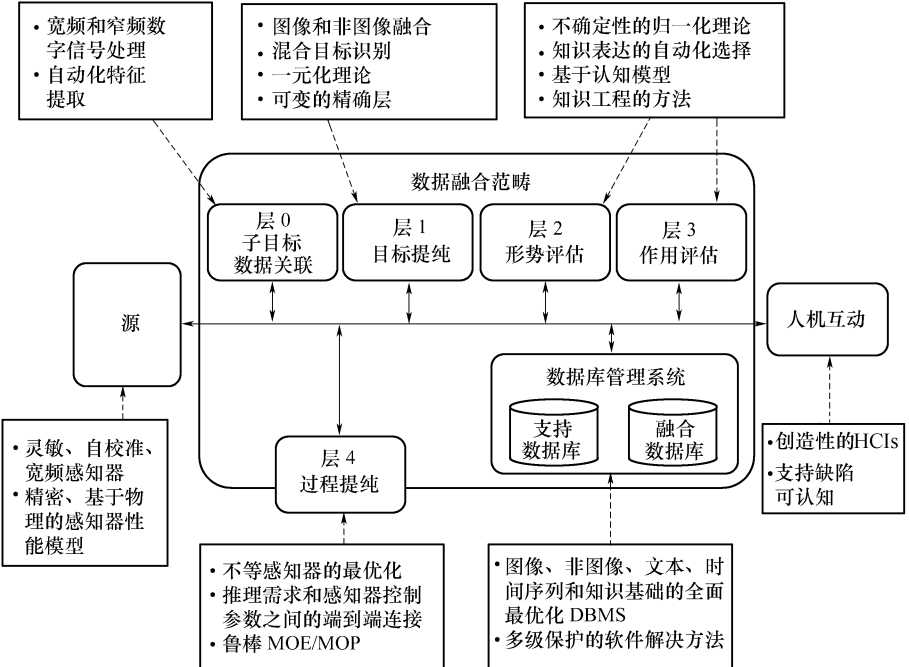 • 宽频和窄频数
字信号处理
• 自动化特征
提取
• 图像和非图像融合
• 混合目标识别
• 一元化理论
• 可变的精确层
• 不确定性的归一化理论
• 知识表达的自动化选择
• 基于认知模型
• 知识工程的方法
数据融合范畴
层 0
子目标
数据关联
层 1
目标提纯
层 2
形势评估
层 3
作用评估
源
人机互动
数据库管理系统
支持
数据库
融合
数据库
层 4
过程提纯
• 灵敏、自校准、
宽频感知器
• 精密、基于物
理的感知器性
能模型
• 创造性的HCIs
• 支持缺陷
可认知
• 不等感知器的最优化
• 推理需求和感知器控制
参数之间的端到端连接
• 鲁棒 MOE/MOP
• 图像、非图像、文本、时
间序列和知识基础的全面
最优化 DBMS
• 多级保护的软件解决方法